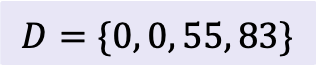 D = {0, 0, 55, 83}